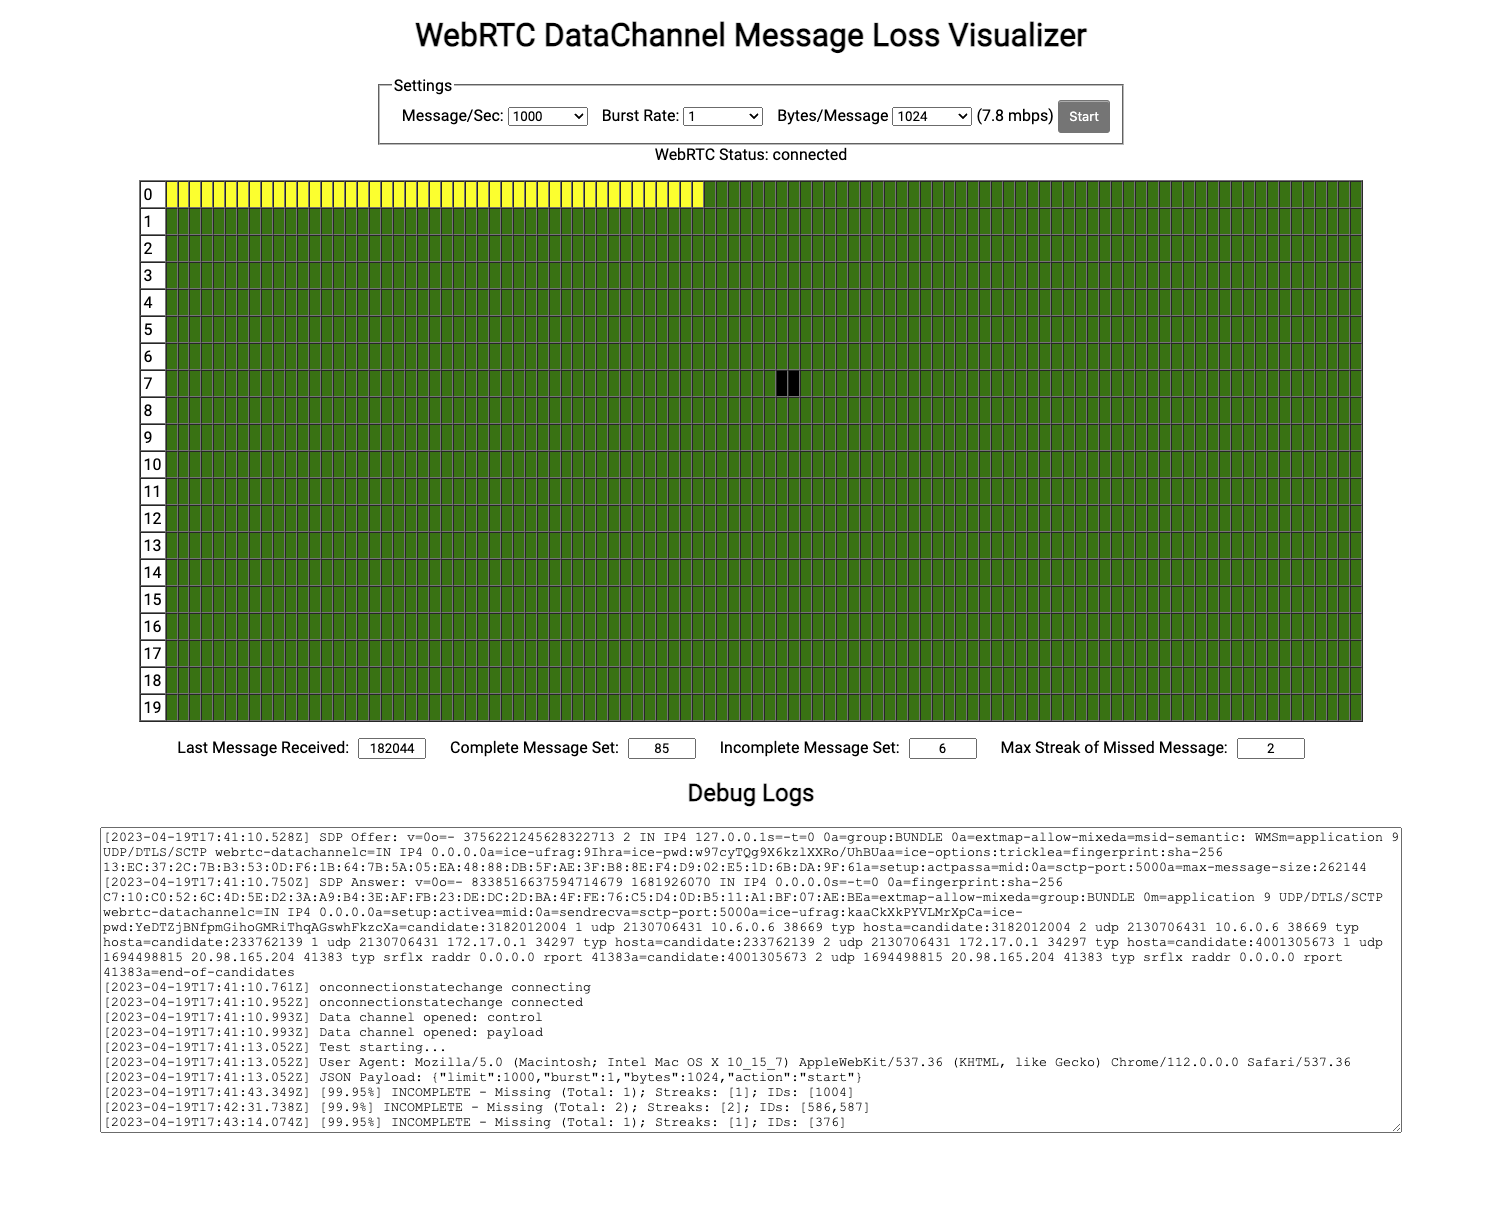 WebRTC DataChannel Message Loss Visualizer
Settings
Message/Sec: 1000 Burst Rate: 1 Bytes/Message 1024 (7.8 mbps) Start
WebRTC Status: connected
0
1
2
3
4
5
6
7
8
9
10
11
12
13
14
15
16
17
18
19
Last Message Received: 182044 Complete Message Set: 85 Incomplete Message Set: 6 Max Streak of Missed Message: 2
Debug Logs
[2023-04-19T17:41:10.528Z] SDP Offer: v=0o=- 3756221245628322713 2 IN IP4 127.0.0.1s=-t=0 0a=group:BUNDLE 0a=extmap-allow-mixeda=msid-semantic: WMSm=application 9
UDP/DTLS/SCTP webrtc-datachannelc=IN IP4 0.0.0.0a=ice-ufrag:9Ihra=ice-pwd:w97cyTQg9X6kzlXXRo/UhBUaa=ice-options:tricklea=fingerprint:sha-256
13:EC:37:2C:7B:B3:53:0D:F6:1B:64:7B:5A:05:EA:48:88:DB:5F:AE:3F:B8:8E:F4:D9:02:E5:1D:6B:DA:9F:61a=setup:actpassa=mid:0a=sctp-port:5000a=max-message-size:262144
[2023-04-19T17:41:10.750Z] SDP Answer: v=0o=- 8338516637594714679 1681926070 IN IP4 0.0.0.0s=-t=0 0a=fingerprint:sha-256
C7:10:C0:52:6C:4D:5E:D2:3A:A9:B4:3E:AF:FB:23:DE:DC:2D:BA:4F:FE:76:C5:D4:0D:B5:11:A1:BF:07:AE:BEa=extmap-allow-mixeda=group:BUNDLE 0m=application 9 UDP/DTLS/SCTP
webrtc-datachannelc=IN IP4 0.0.0.0a=setup:activea=mid:0a=sendrecva=sctp-port:5000a=ice-ufrag:kaaCkXkPYVLMrXpCa=ice-
pwd:YeDTZjBNfpmGihoGMRiThqAGswhFkzcXa=candidate:3182012004 1 udp 2130706431 10.6.0.6 38669 typ hosta=candidate:3182012004 2 udp 2130706431 10.6.0.6 38669 typ
hosta=candidate:233762139 1 udp 2130706431 172.17.0.1 34297 typ hosta=candidate:233762139 2 udp 2130706431 172.17.0.1 34297 typ hosta=candidate:4001305673 1 udp
1694498815 20.98.165.204 41383 typ srflx raddr 0.0.0.0 rport 41383a=candidate:4001305673 2 udp 1694498815 20.98.165.204 41383 typ srflx raddr 0.0.0.0 rport
41383a=end-of-candidates
[2023-04-19T17:41:10.761Z] onconnectionstatechange connecting
[2023-04-19T17:41:10.952Z] onconnectionstatechange connected
[2023-04-19T17:41:10.993Z] Data channel opened: control
[2023-04-19T17:41:10.993Z] Data channel opened: payload
[2023-04-19T17:41:13.052Z] Test starting...
[2023-04-19T17:41:13.052Z] User Agent: Mozilla/5.0 (Macintosh; Intel Mac OS X 10_15_7) AppleWebKit/537.36 (KHTML, like Gecko) Chrome/112.0.0.0 Safari/537.36
[2023-04-19T17:41:13.052Z] JSON Payload: {"limit":1000,"burst":1,"bytes":1024,"action":"start"}
[2023-04-19T17:41:43.349Z] [99.95%] INCOMPLETE - Missing (Total: 1); Streaks: [1]; IDs: [1004]
[2023-04-19T17:42:31.738Z] [99.9%] INCOMPLETE - Missing (Total: 2); Streaks: [2]; IDs: [586,587]
[2023-04-19T17:43:14.074Z] [99.95%] INCOMPLETE - Missing (Total: 1); Streaks: [1]; IDs: [376]